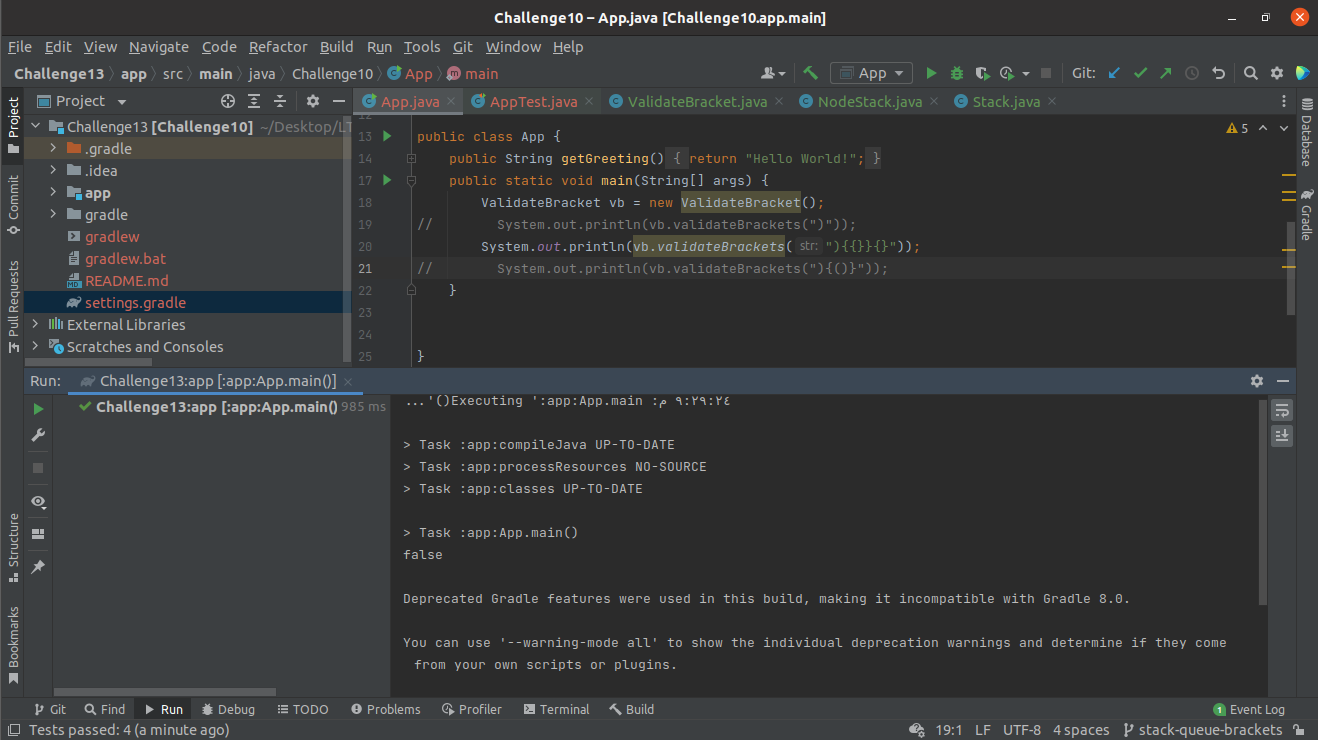 Challenge10 – App.java [Challenge10.app.main]
File Edit View Navigate Code Refactor Build Run Tools Git Window Help
Challenge13 app src main java Challenge10 App main
App
Git:
Project
Commit
Pull Requests
Structure
Bookmarks
Project
Challenge13 [Challenge10] ~/Desktop/LT
.gradle
.idea
app
gradle
gradlew
gradlew.bat
README.md
settings.gradle
External Libraries
Scratches and Consoles
App.java AppTest.java ValidateBracket.java NodeStack.java Stack.java
5
12
13 public class App {
14 public String getGreeting() { return "Hello World!"; }
17 public static void main(String[] args) {
18 ValidateBracket vb = new ValidateBracket();
19 // System.out.println(vb.validateBrackets(")"));
20 System.out.println(vb.validateBrackets( str: "){{}}{}"));
21 // System.out.println(vb.validateBrackets("){()}"));
22 }
23
24
25 }
Database
Gradle
Run: Challenge13:app [:app:App.main()]
Challenge13:app [:app:App.main() 985 ms
...'()Executing ':app:App.main :م ٩:٢٩:٢٤
> Task :app:compileJava UP-TO-DATE
> Task :app:processResources NO-SOURCE
> Task :app:classes UP-TO-DATE
> Task :app:App.main()
false
Deprecated Gradle features were used in this build, making it incompatible with Gradle 8.0.
You can use '--warning-mode all' to show the individual deprecation warnings and determine if they come
from your own scripts or plugins.
Git Find Run Debug TODO Problems Profiler Terminal Build 1 Event Log
Tests passed: 4 (a minute ago) 19:1 LF UTF-8 4 spaces stack-queue-brackets